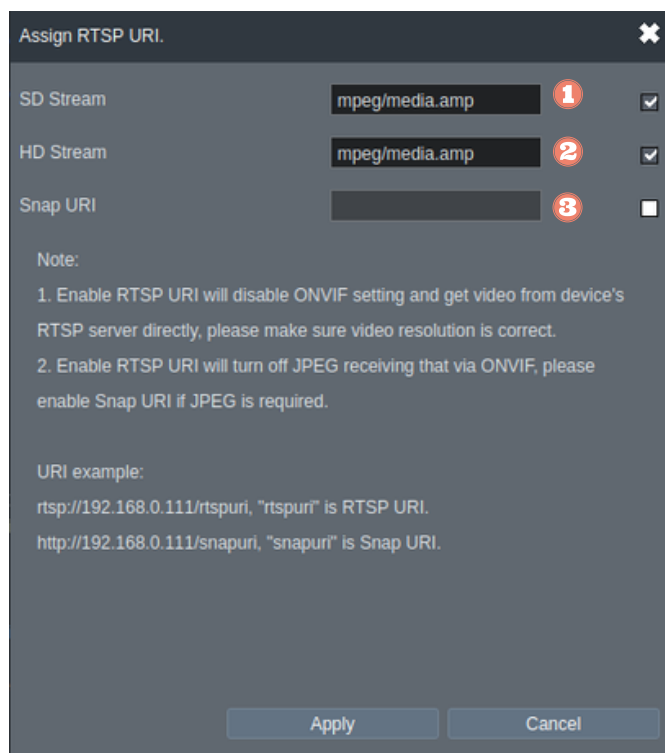 Assign RTSP URI.
SD Stream mpeg/media.amp 1
HD Stream mpeg/media.amp 2
Snap URI 3
Note:
1. Enable RTSP URI will disable ONVIF setting and get video from device's
RTSP server directly, please make sure video resolution is correct.
2. Enable RTSP URI will turn off JPEG receiving that via ONVIF, please
enable Snap URI if JPEG is required.
URI example:
rtsp://192.168.0.111/rtspuri, "rtspuri" is RTSP URI.
http://192.168.0.111/snapuri, "snapuri" is Snap URI.
Apply Cancel